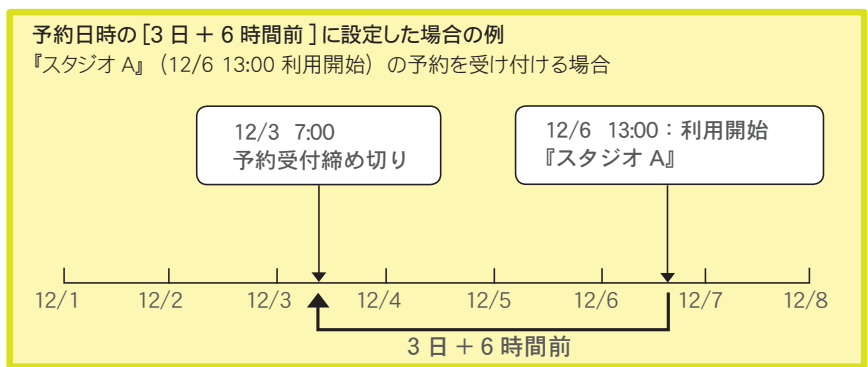 予約日時の[3日+6時間前]に設定した場合の例
『スタジオA』(12/6 13:00 利用開始)の予約を受け付ける場合
12/3 7:00
予約受付締め切り
12/6 13:00:利用開始
『スタジオA』
12/1 12/2 12/3 12/4 12/5 12/6 12/7 12/8
3日+6時間前